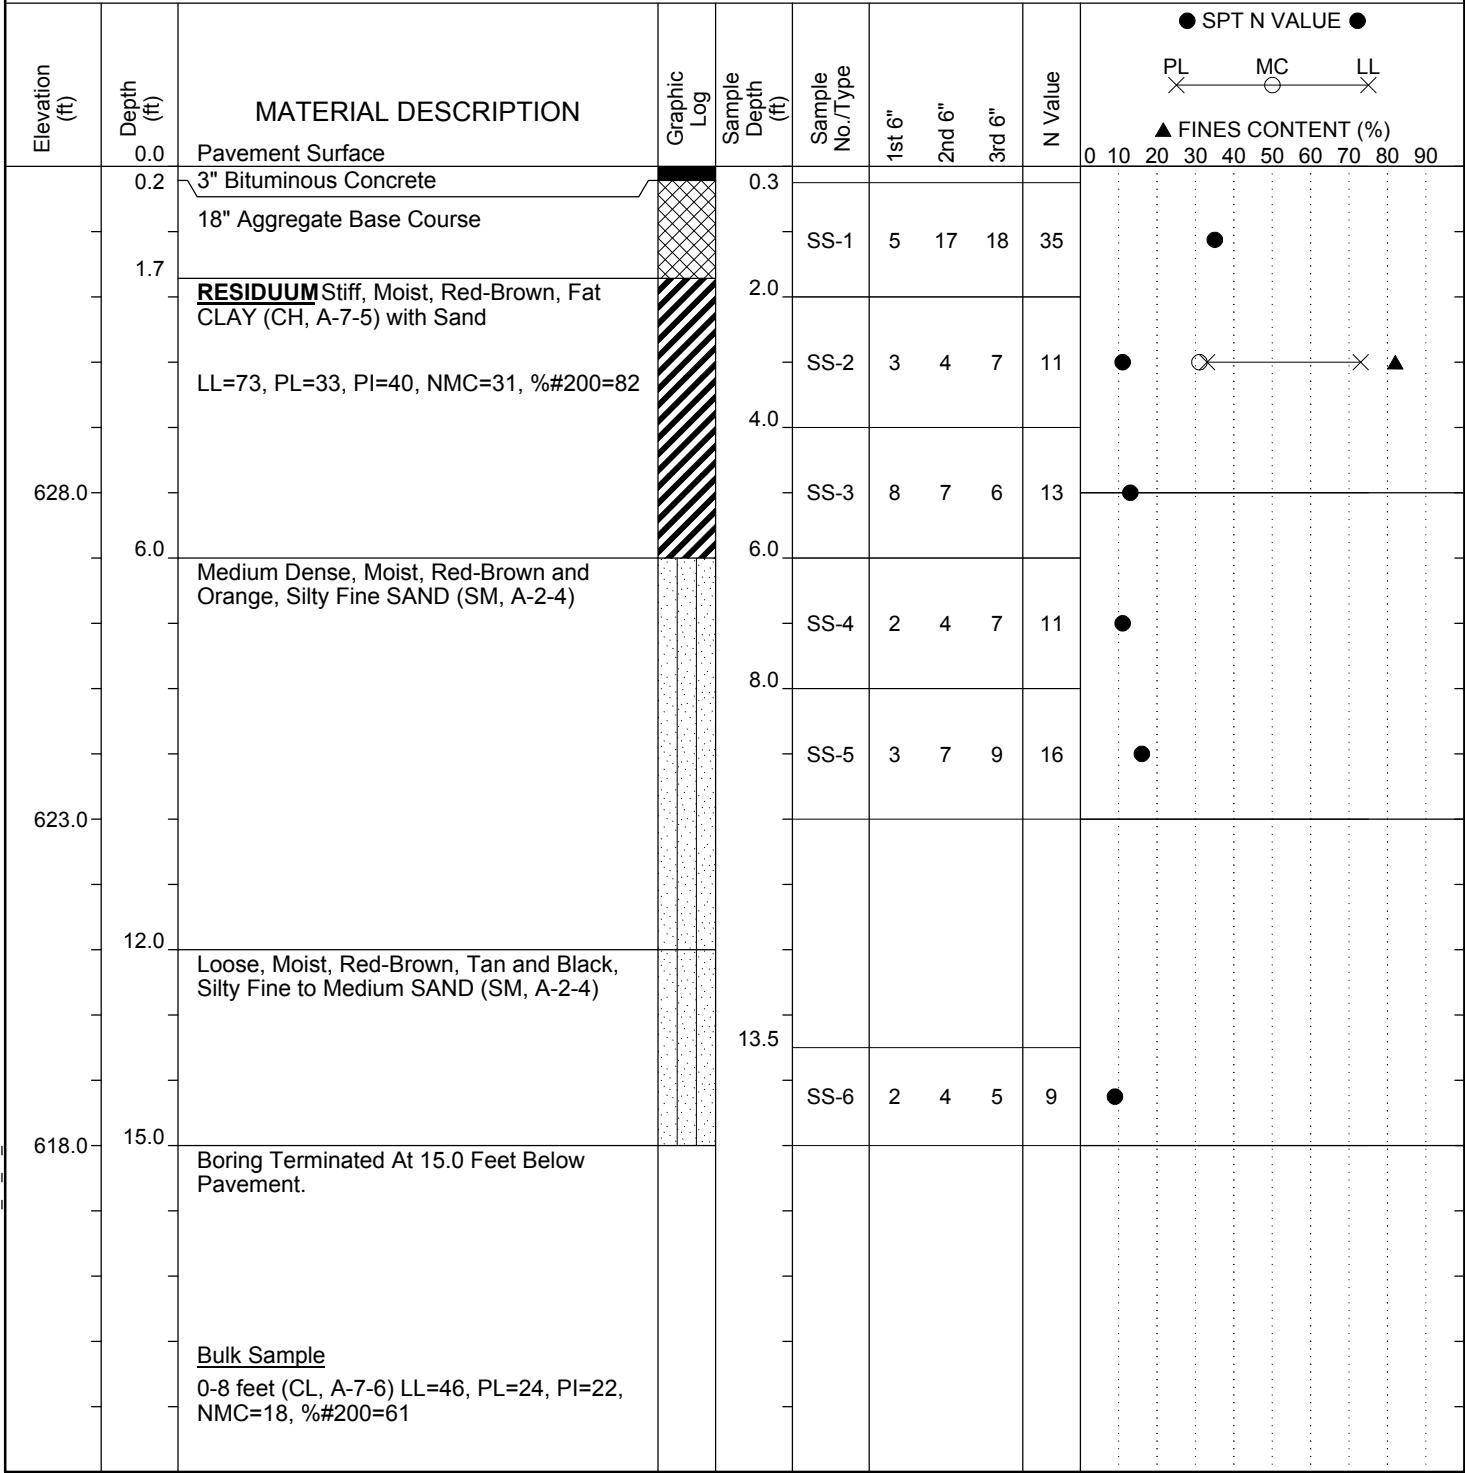 ● SPT N VALUE ●
PL MC LL
▲ FINES CONTENT (%)
0 10 20 30 40 50 60 70 80 90
Elevation (ft)
Depth (ft)
MATERIAL DESCRIPTION
Graphic Log
Sample Depth (ft)
Sample No./Type
1st 6"
2nd 6"
3rd 6"
N Value
0.0 Pavement Surface
0.2 3" Bituminous Concrete 0.3
18" Aggregate Base Course
SS-1 5 17 18 35
1.7
RESIDUUM Stiff, Moist, Red-Brown, Fat 2.0
CLAY (CH, A-7-5) with Sand
SS-2 3 4 7 11
LL=73, PL=33, PI=40, NMC=31, %#200=82
4.0
628.0 SS-3 8 7 6 13
6.0 6.0
Medium Dense, Moist, Red-Brown and
Orange, Silty Fine SAND (SM, A-2-4)
SS-4 2 4 7 11
8.0
SS-5 3 7 9 16
623.0
12.0
Loose, Moist, Red-Brown, Tan and Black,
Silty Fine to Medium SAND (SM, A-2-4)
13.5
SS-6 2 4 5 9
618.0 15.0
Boring Terminated At 15.0 Feet Below
Pavement.
Bulk Sample
0-8 feet (CL, A-7-6) LL=46, PL=24, PI=22,
NMC=18, %#200=61